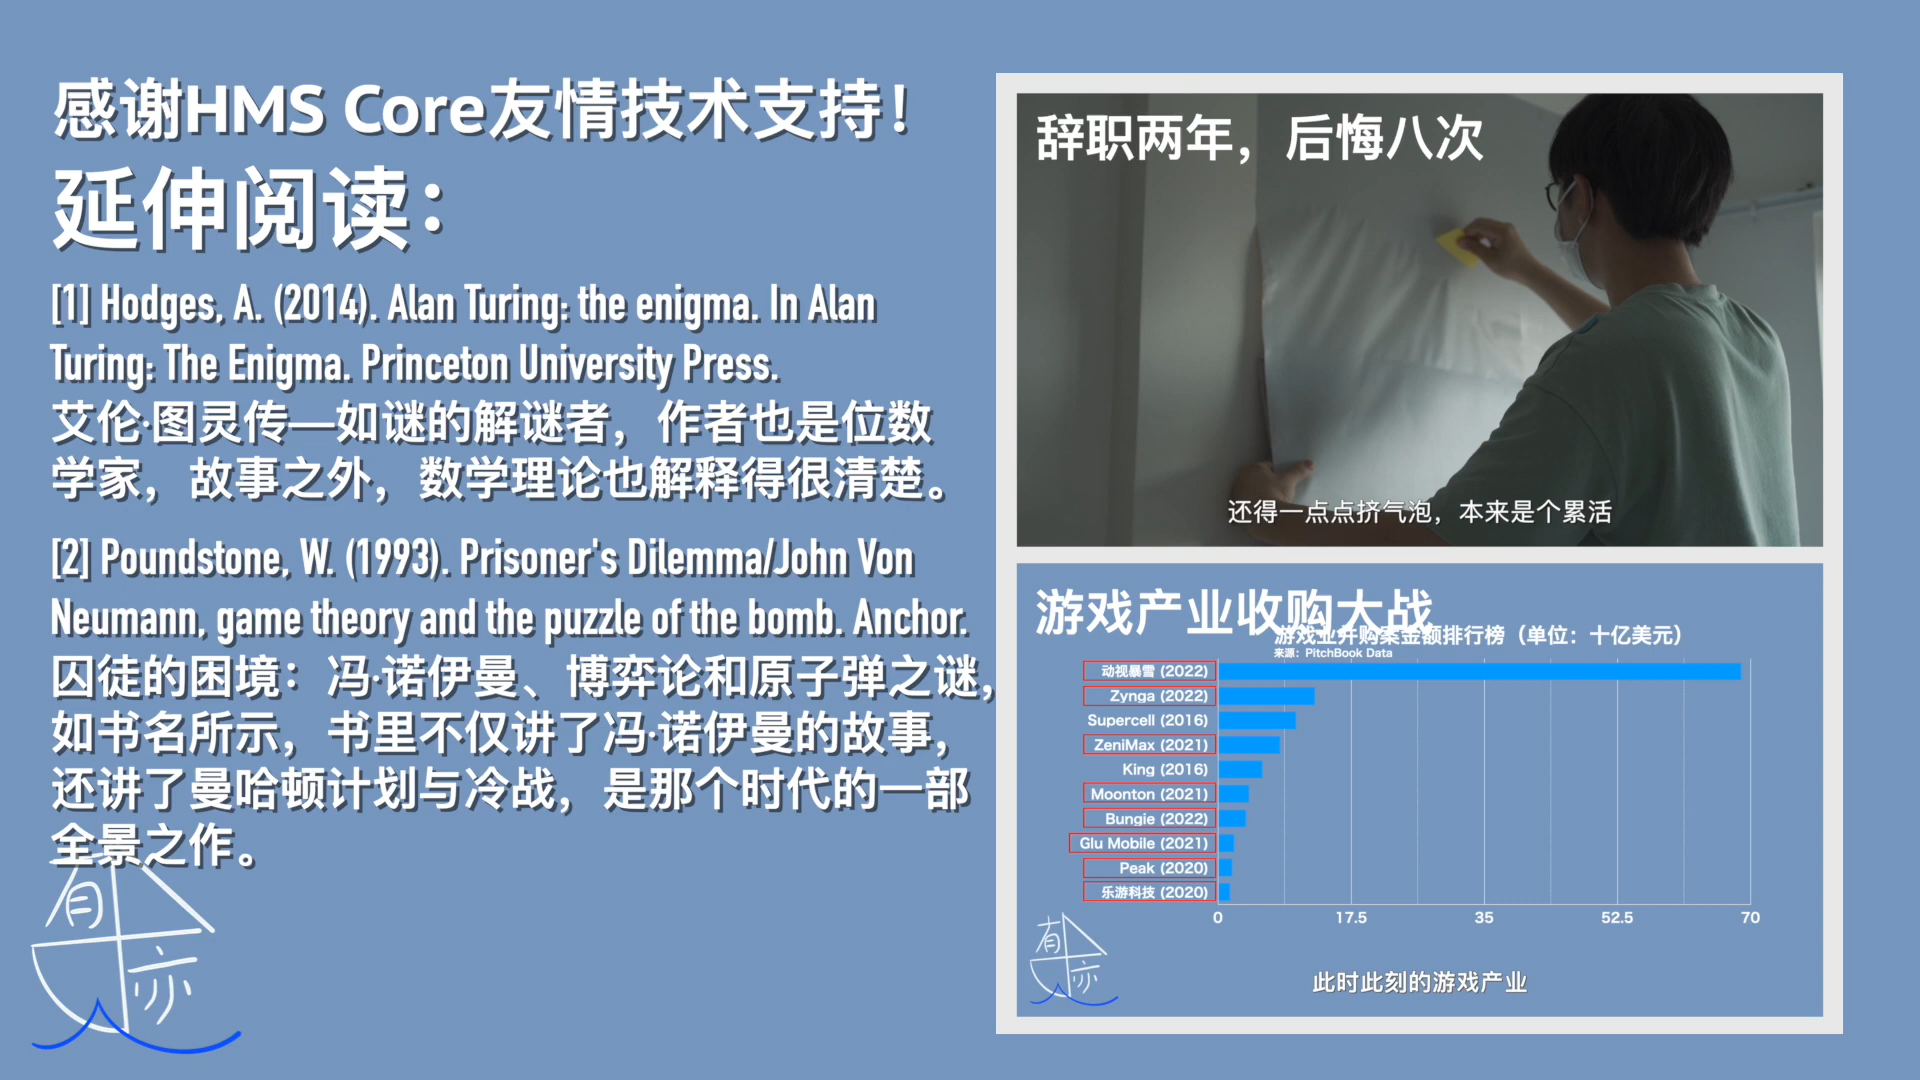 感谢HMS Core友情技术支持！
延伸阅读：
[1] Hodges, A. (2014). Alan Turing: the enigma. In Alan
Turing: The Enigma. Princeton University Press.
艾伦·图灵传—如谜的解谜者，作者也是位数
学家，故事之外，数学理论也解释得很清楚。
[2] Poundstone, W. (1993). Prisoner's Dilemma/John Von
Neumann, game theory and the puzzle of the bomb. Anchor.
囚徒的困境：冯·诺伊曼、博弈论和原子弹之谜，
如书名所示，书里不仅讲了冯·诺伊曼的故事，
还讲了曼哈顿计划与冷战，是那个时代的一部
全景之作。
有
亦
辞职两年，后悔八次
还得一点点挤气泡，本来是个累活
游戏产业收购大战
游戏业并购案金额排行榜（单位：十亿美元）
来源：PitchBook Data
动视暴雪 (2022)
Zynga (2022)
Supercell (2016)
ZeniMax (2021)
King (2016)
Moonton (2021)
Bungie (2022)
Glu Mobile (2021)
Peak (2020)
乐游科技 (2020)
0 17.5 35 52.5 70
有
亦
此时此刻的游戏产业